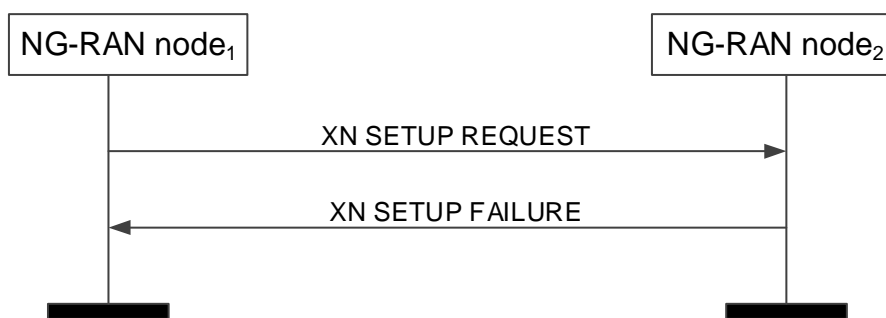 NG-RAN node₁
NG-RAN node₂
XN SETUP REQUEST
XN SETUP FAILURE